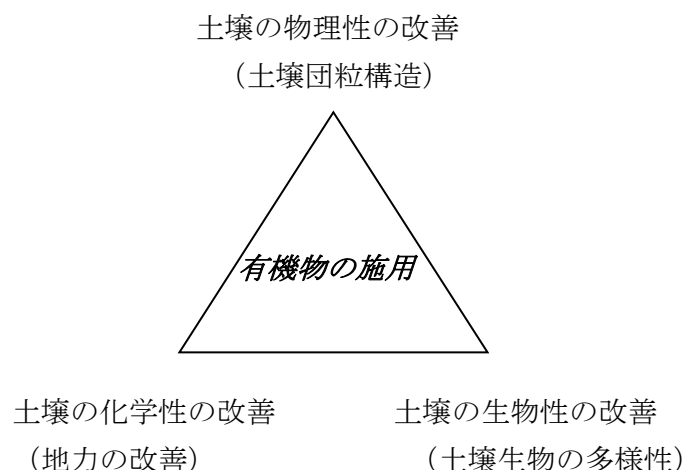 土壌の物理性の改善
（土壌団粒構造）
有機物の施用
土壌の化学性の改善
（地力の改善）
土壌の生物性の改善
（土壌生物の多様性）